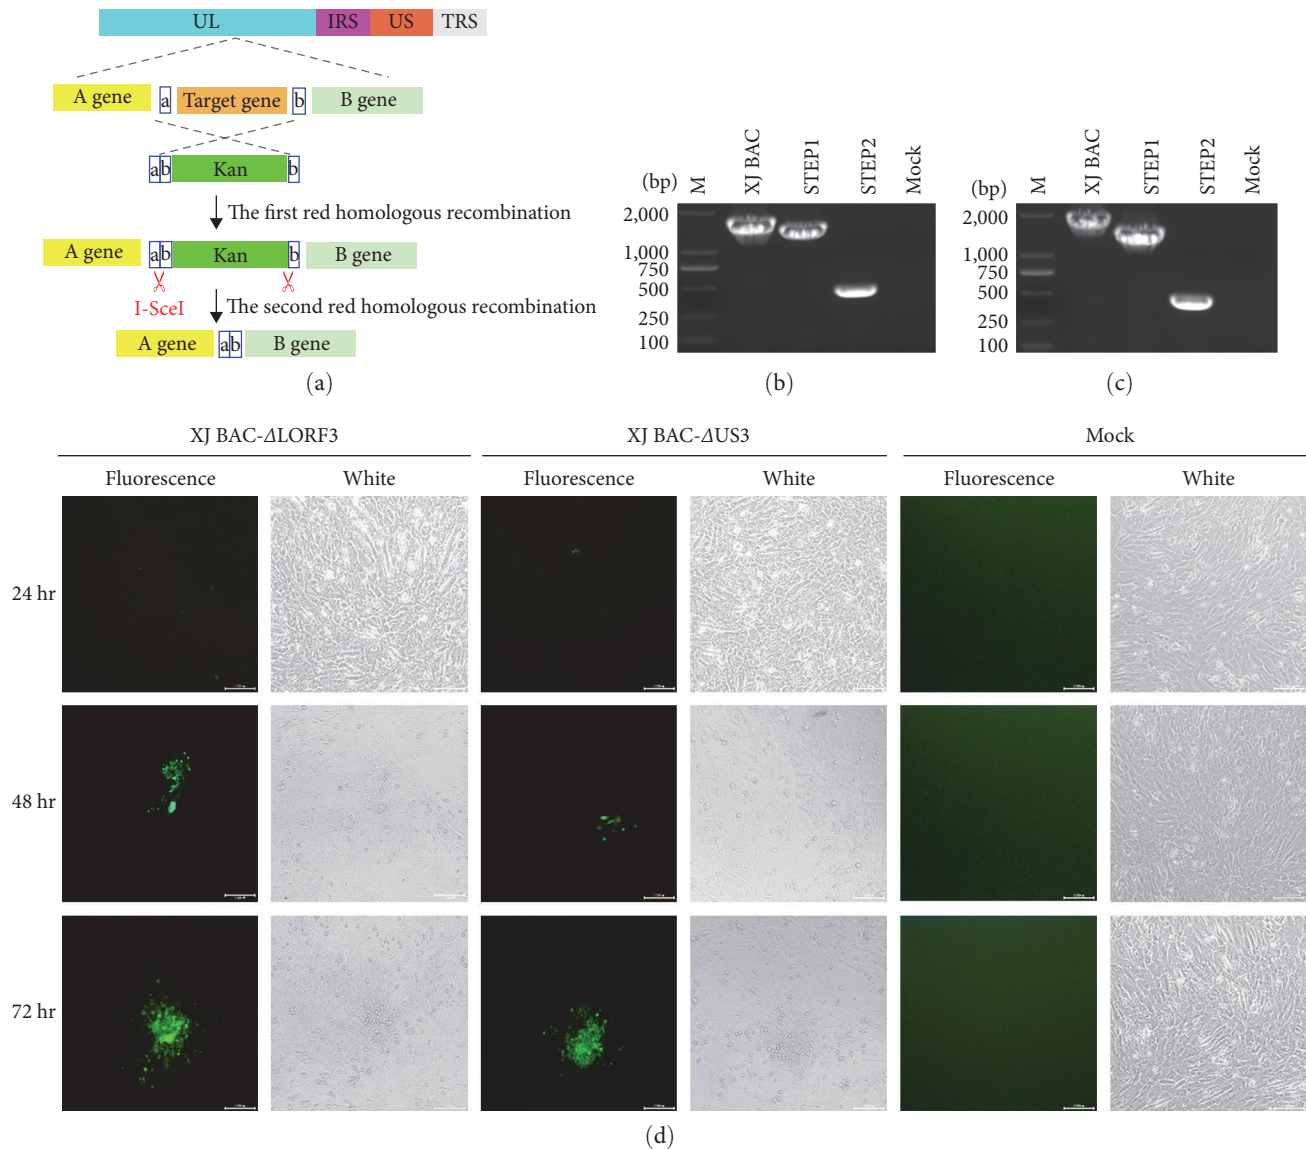 UL IRS US TRS
A gene a Target gene b B gene
ab Kan b
The first red homologous recombination
A gene ab Kan b B gene
I-SceI The second red homologous recombination
A gene ab B gene
(a)
(bp) M XJ BAC STEP1 STEP2 Mock
2,000
1,000
750
500
250
100
(b)
(bp) M XJ BAC STEP1 STEP2 Mock
2,000
1,000
750
500
250
100
(c)
XJ BAC-ΔLORF3 XJ BAC-ΔUS3 Mock
Fluorescence White Fluorescence White Fluorescence White
24 hr
48 hr
72 hr
(d)